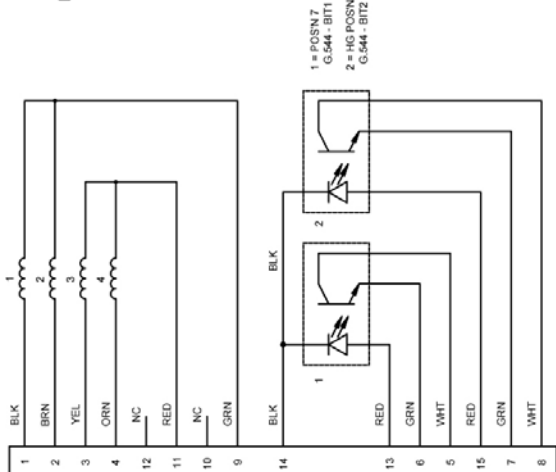 1 = POS'N 7
G.544 - BIT1
2 = HG POS'N
G.544 - BIT2
1
2
3
4
BLK
BRN
YEL
ORN
NC
RED
NC
GRN
1
2
3
4
12
11
10
9
BLK
1
2
BLK
RED
GRN
WHT
RED
GRN
WHT
14
13
6
5
15
7
8